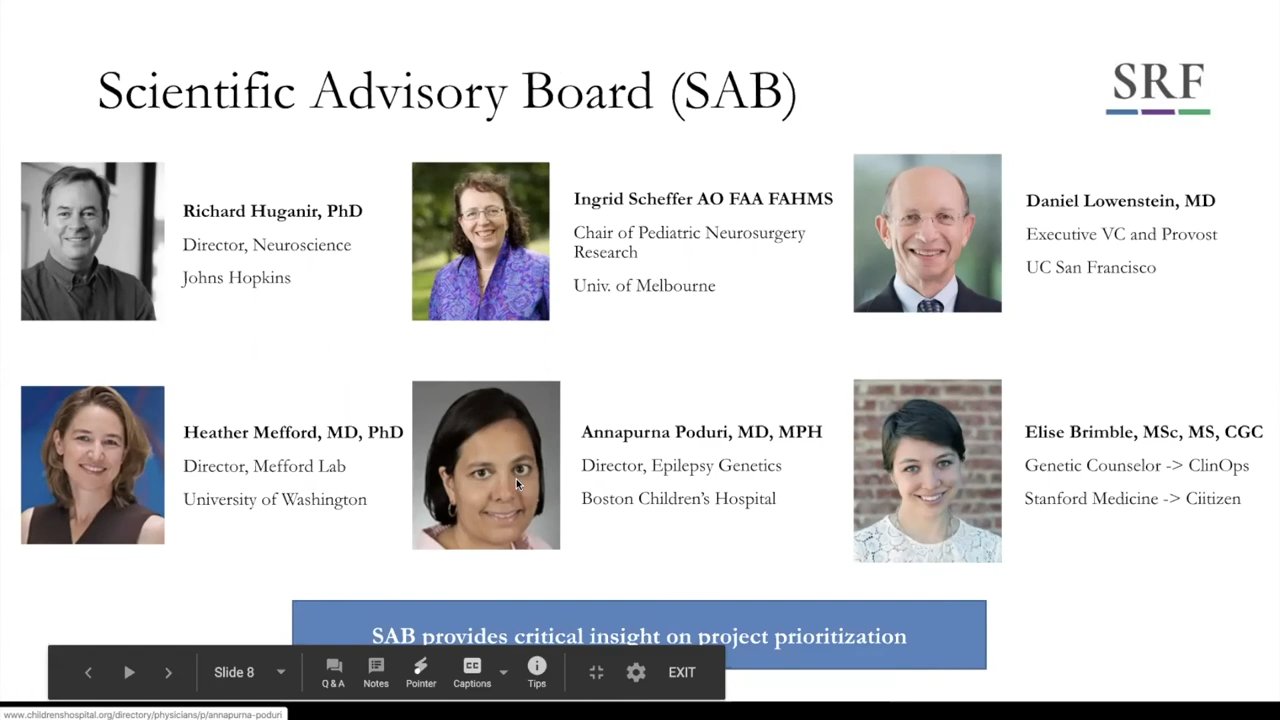 Scientific Advisory Board (SAB)
SRF
Richard Huganir, PhD
Director, Neuroscience
Johns Hopkins
Ingrid Scheffer AO FAA FAHMS
Chair of Pediatric Neurosurgery
Research
Univ. of Melbourne
Daniel Lowenstein, MD
Executive VC and Provost
UC San Francisco
Heather Mefford, MD, PhD
Director, Mefford Lab
University of Washington
Annapurna Poduri, MD, MPH
Director, Epilepsy Genetics
Boston Children's Hospital
Elise Brimble, MSc, MS, CGC
Genetic Counselor -> ClinOps
Stanford Medicine -> Ciitizen
SAB provides critical insight on project prioritization
Slide 8
Q & A
Notes
Pointer
CC
Captions
Tips
EXIT
www.childrenshospital.org/directory/physicians/p/annapurna-poduri